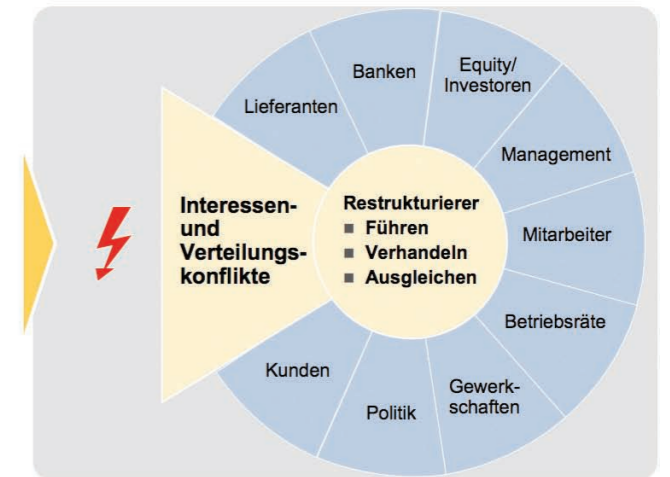 Lieferanten
Banken
Equity/
Investoren
Management
Mitarbeiter
Betriebsräte
Gewerk-
schaften
Politik
Kunden
Interessen-
und
Verteilungs-
konflikte
Restrukturierer
■ Führen
■ Verhandeln
■ Ausgleichen